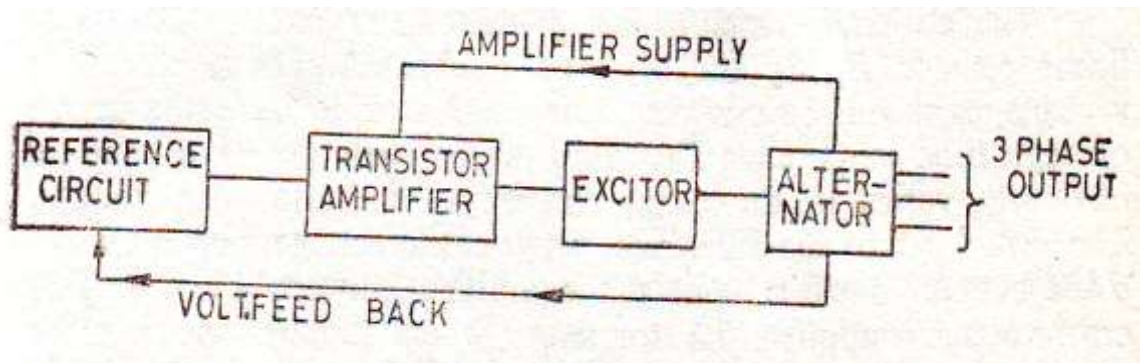 AMPLIFIER SUPPLY
REFERENCE
CIRCUIT
TRANSISTOR
AMPLIFIER
EXCITOR
ALTER-
NATOR
3 PHASE
OUTPUT
VOLT.FEED BACK